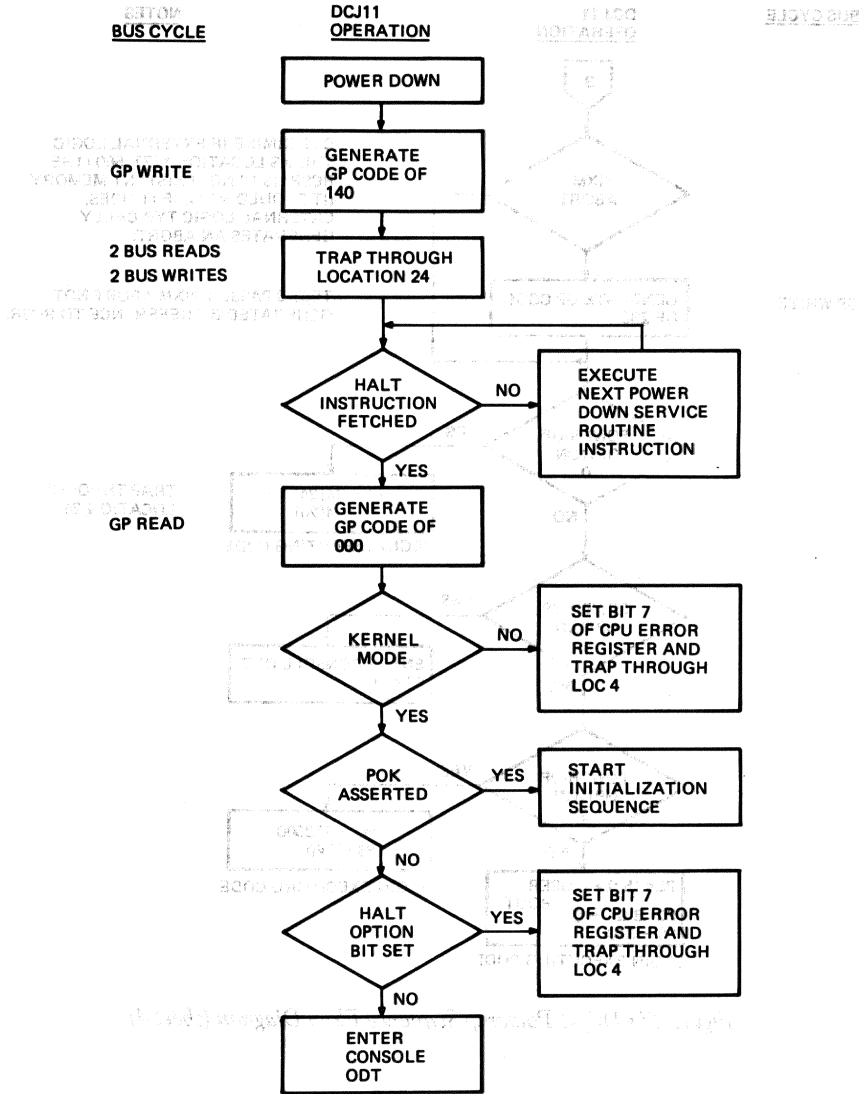 BUS CYCLE
DCJ11
OPERATION
NOTES
POWER DOWN
GP WRITE
GENERATE
GP CODE OF
140
2 BUS READS
2 BUS WRITES
TRAP THROUGH
LOCATION 24
HALT
INSTRUCTION
FETCHED
NO
EXECUTE
NEXT POWER
DOWN SERVICE
ROUTINE
INSTRUCTION
YES
GP READ
GENERATE
GP CODE OF
000
KERNEL
MODE
NO
SET BIT 7
OF CPU ERROR
REGISTER AND
TRAP THROUGH
LOC 4
YES
POK
ASSERTED
YES
START
INITIALIZATION
SEQUENCE
NO
HALT
OPTION
BIT SET
YES
SET BIT 7
OF CPU ERROR
REGISTER AND
TRAP THROUGH
LOC 4
NO
ENTER
CONSOLE
ODT